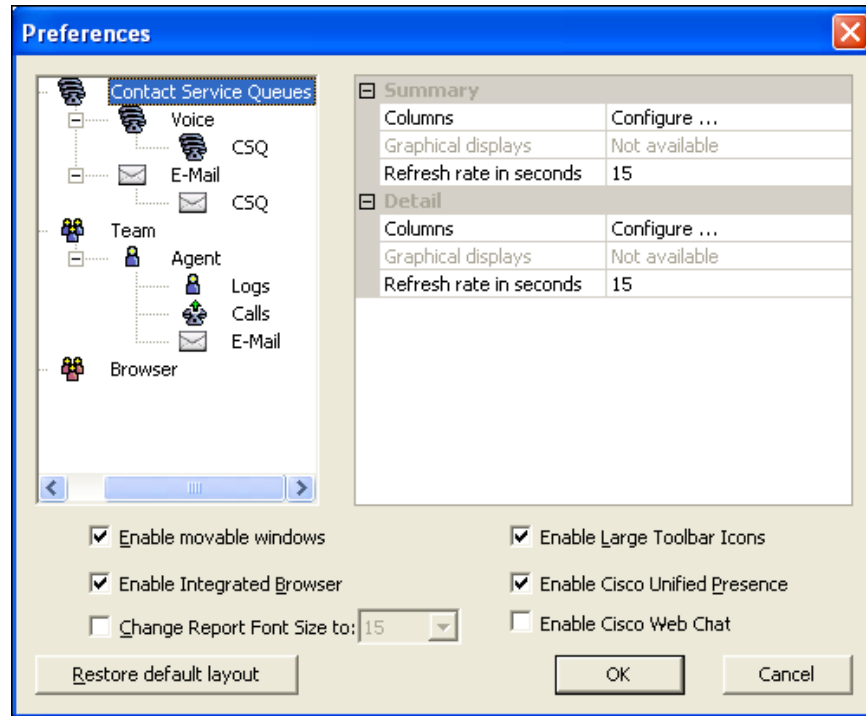 Preferences
Contact Service Queues
Voice
CSQ
E-Mail
CSQ
Team
Agent
Logs
Calls
E-Mail
Browser
Summary
Columns Configure ...
Graphical displays Not available
Refresh rate in seconds 15
Detail
Columns Configure ...
Graphical displays Not available
Refresh rate in seconds 15
Enable movable windows
Enable Large Toolbar Icons
Enable Integrated Browser
Enable Cisco Unified Presence
Change Report Font Size to: 15
Enable Cisco Web Chat
Restore default layout
OK
Cancel